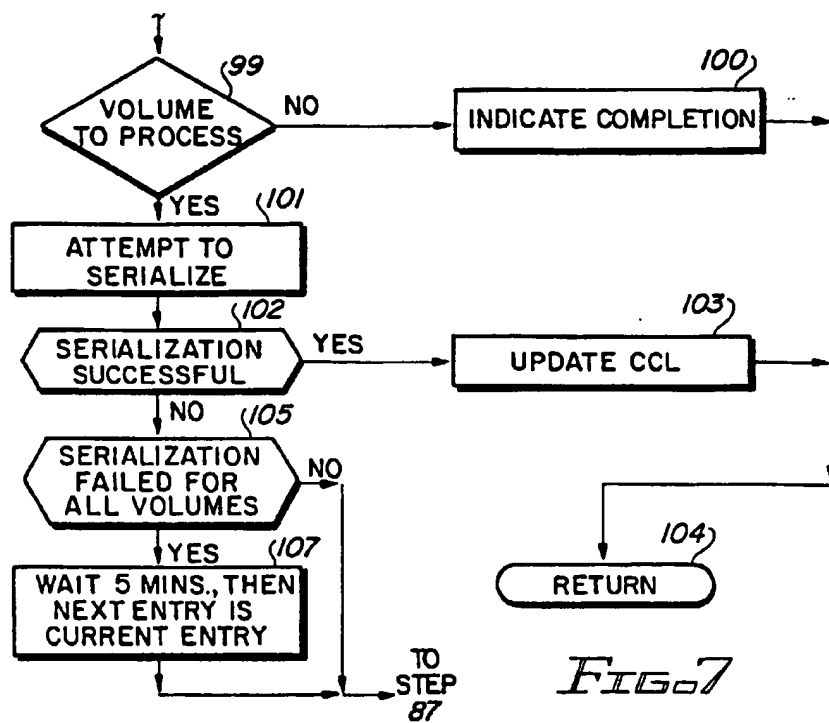 99
VOLUME
TO PROCESS
NO
100
INDICATE COMPLETION
YES
101
ATTEMPT TO
SERIALIZE
102
SERIALIZATION
SUCCESSFUL
YES
103
UPDATE CCL
NO
105
SERIALIZATION
FAILED FOR
ALL VOLUMES
NO
YES
107
WAIT 5 MINS., THEN
NEXT ENTRY IS
CURRENT ENTRY
104
RETURN
TO
STEP
87
FIG. 7